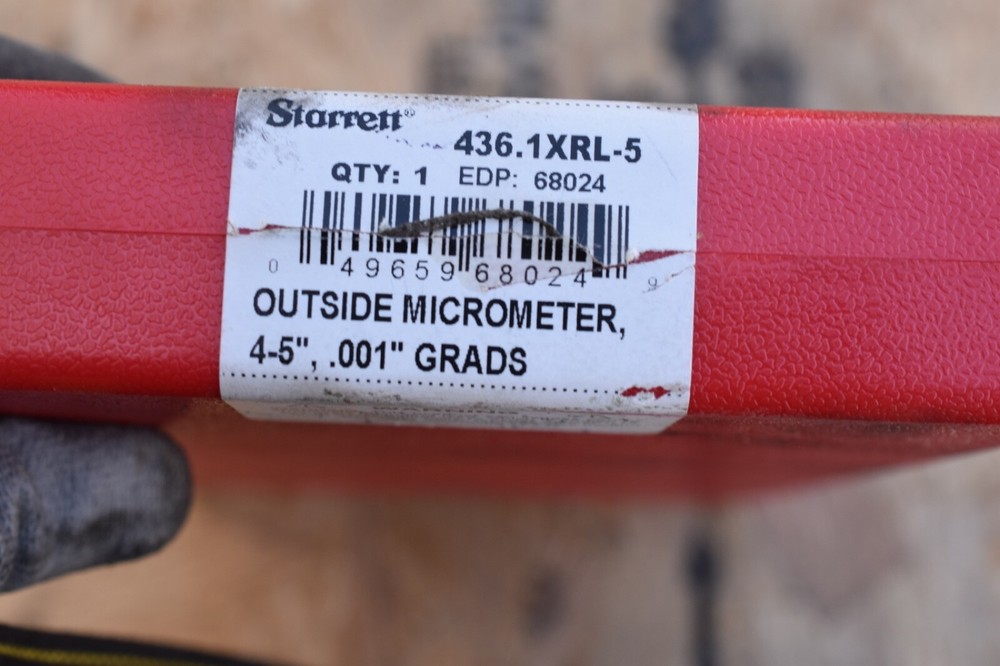 Starrett®
436.1XRL-5
QTY: 1 EDP: 68024
0 49659 68024 9
OUTSIDE MICROMETER,
4-5", .001" GRADS